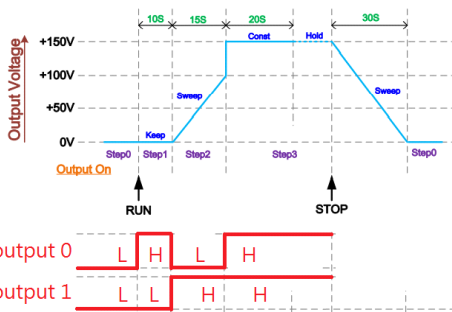 10S 15S 20S 30S
Output Voltage
+150V
+100V
+50V
0V
Const Hold
Sweep Sweep
Keep
Step0 Step1 Step2 Step3 Step0
Output On
RUN STOP
output 0 L H L H
output 1 L L H H